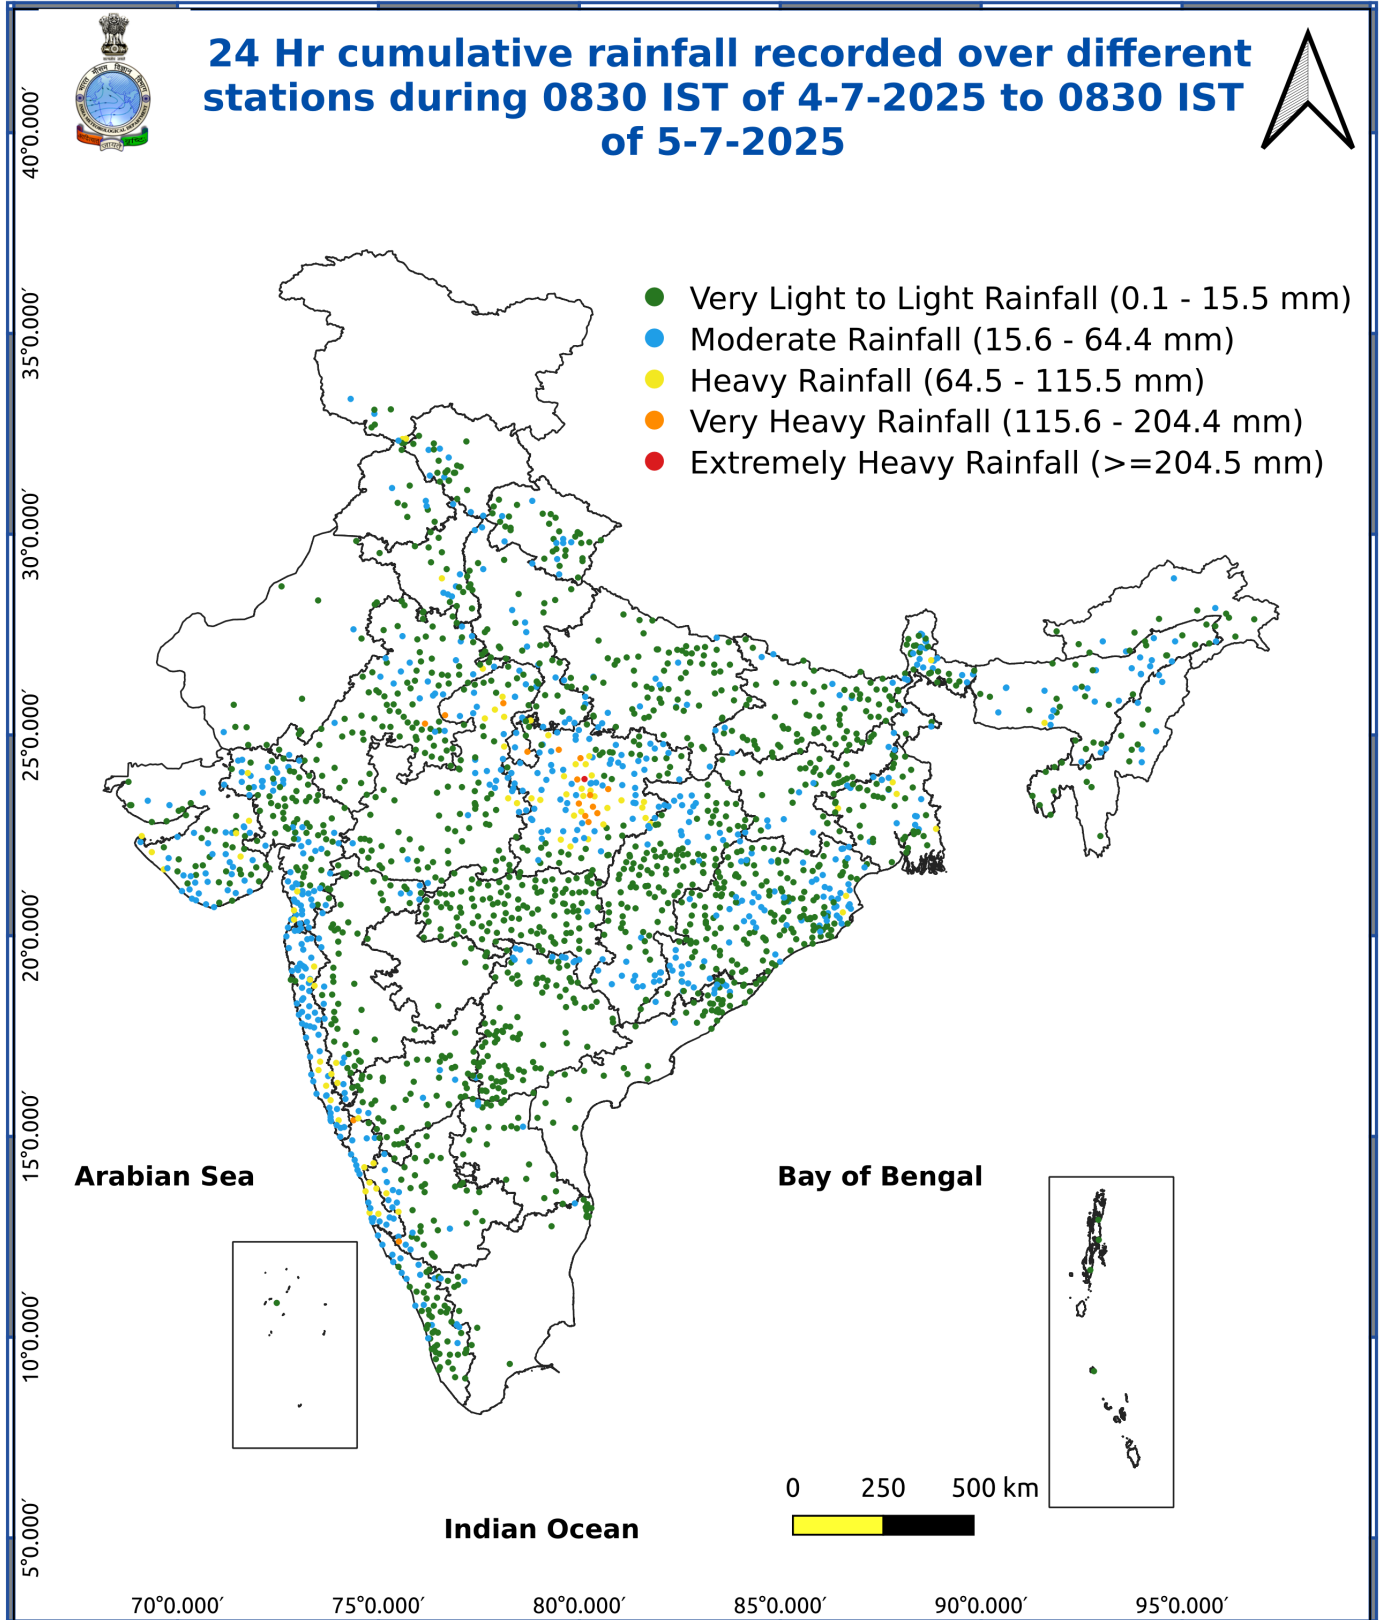 24 Hr cumulative rainfall recorded over different
stations during 0830 IST of 4-7-2025 to 0830 IST
of 5-7-2025
Very Light to Light Rainfall (0.1 - 15.5 mm)
Moderate Rainfall (15.6 - 64.4 mm)
Heavy Rainfall (64.5 - 115.5 mm)
Very Heavy Rainfall (115.6 - 204.4 mm)
Extremely Heavy Rainfall (>=204.5 mm)
40°0.000′
35°0.000′
30°0.000′
25°0.000′
20°0.000′
15°0.000′
10°0.000′
5°0.000′
Arabian Sea
Bay of Bengal
Indian Ocean
0 250 500 km
70°0.000′ 75°0.000′ 80°0.000′ 85°0.000′ 90°0.000′ 95°0.000′